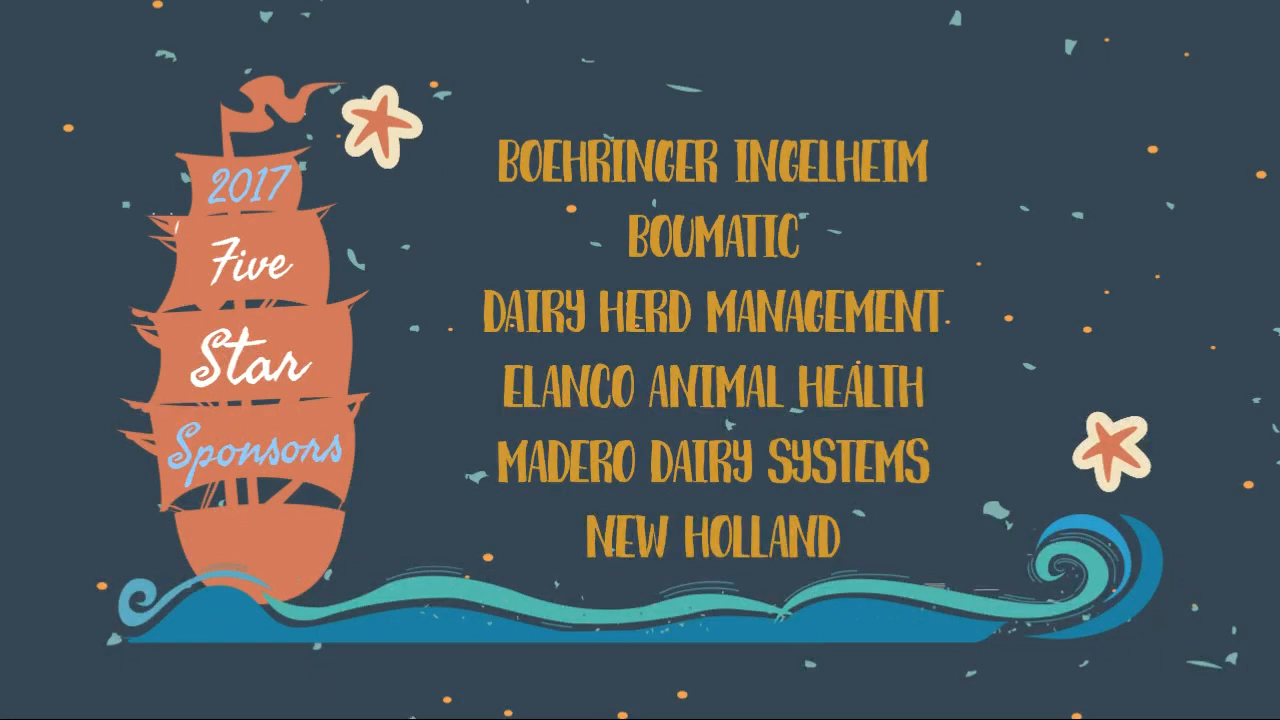 2017
Five
Star
Sponsors
BOEHRINGER INGELHEIM
BOUMATIC
DAIRY HERD MANAGEMENT
ELANCO ANIMAL HEALTH
MADERO DAIRY SYSTEMS
NEW HOLLAND